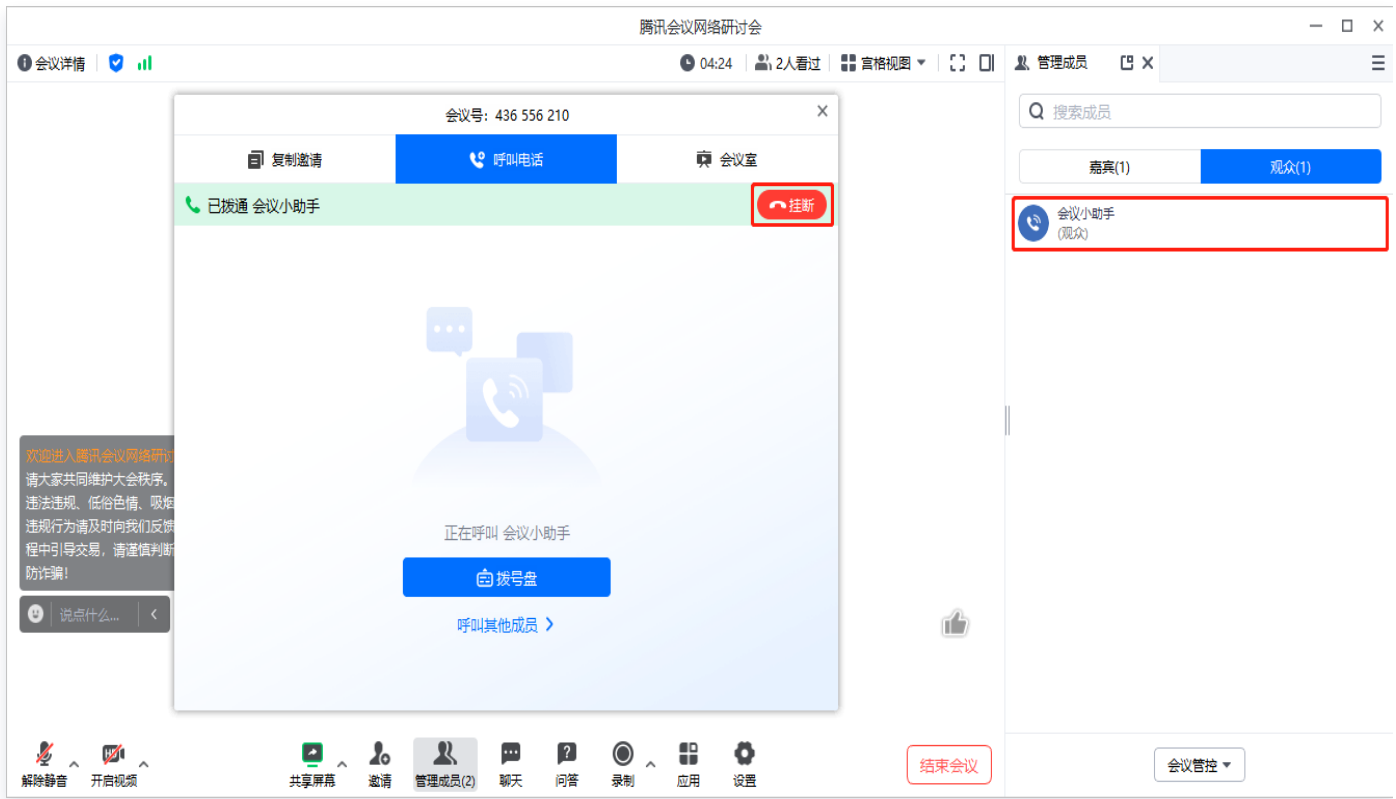 腾讯会议网络研讨会
会议详情
04:24
2人看过
宫格视图
管理成员
会议号：436 556 210
搜索成员
复制邀请
呼叫电话
会议室
嘉宾(1)
观众(1)
已拨通 会议小助手
挂断
会议小助手
(观众)
欢迎进入腾讯会议网络研讨
请大家共同维护大会秩序。
违法违规、低俗色情、吸烟
违规行为请及时向我们反馈
程中引导交易，请谨慎判断
防诈骗！
正在呼叫 会议小助手
拨号盘
呼叫其他成员
说点什么...
解除静音
开启视频
共享屏幕
邀请
管理成员(2)
聊天
问答
录制
应用
设置
结束会议
会议管控